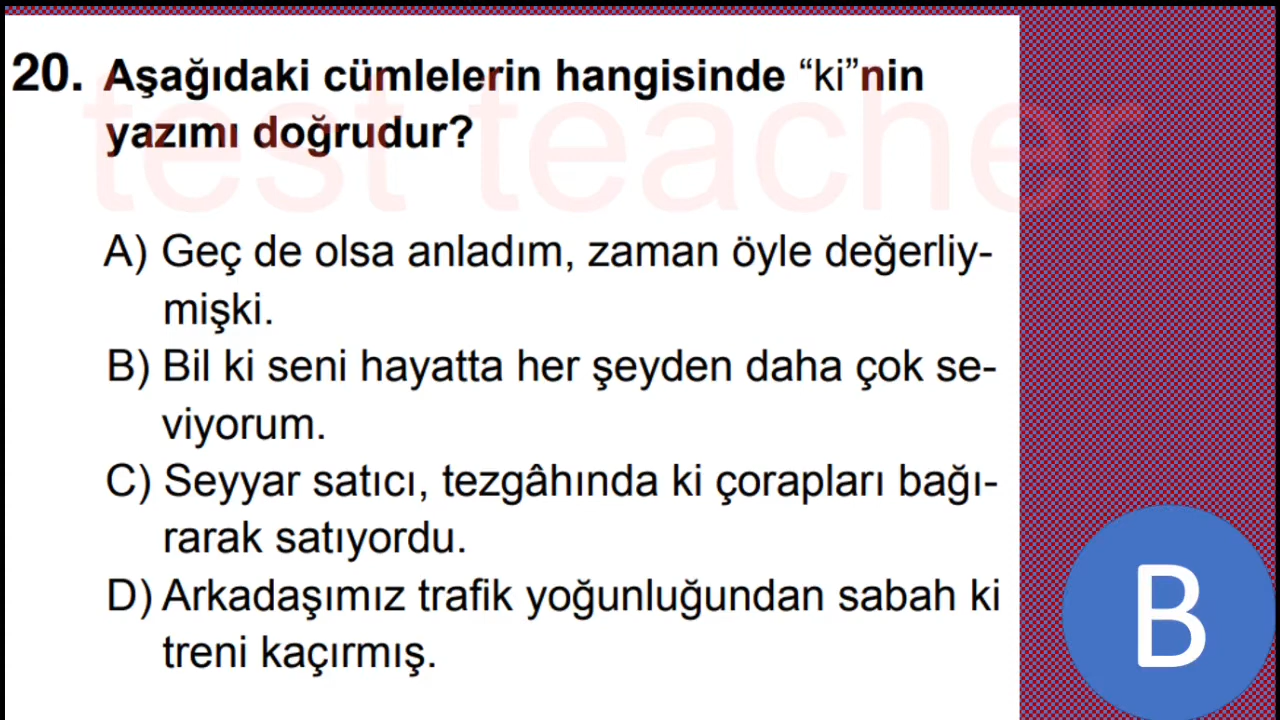 20. Aşağıdaki cümlelerin hangisinde “ki”nin
yazımı doğrudur?
test teacher
A) Geç de olsa anladım, zaman öyle değerliy-
mişki.
B) Bil ki seni hayatta her şeyden daha çok se-
viyorum.
C) Seyyar satıcı, tezgâhında ki çorapları bağı-
rarak satıyordu.
D) Arkadaşımız trafik yoğunluğundan sabah ki
treni kaçırmış.
B